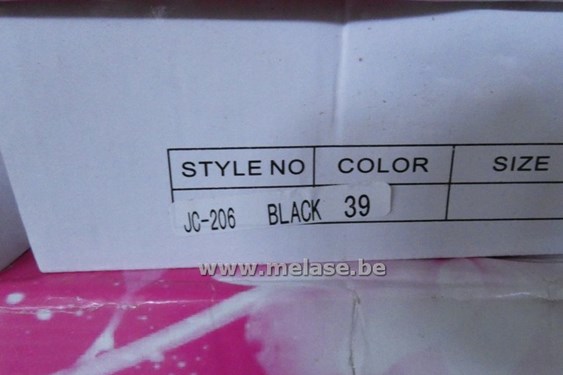 STYLE NO COLOR SIZE
JC-206 BLACK 39
www.melase.be